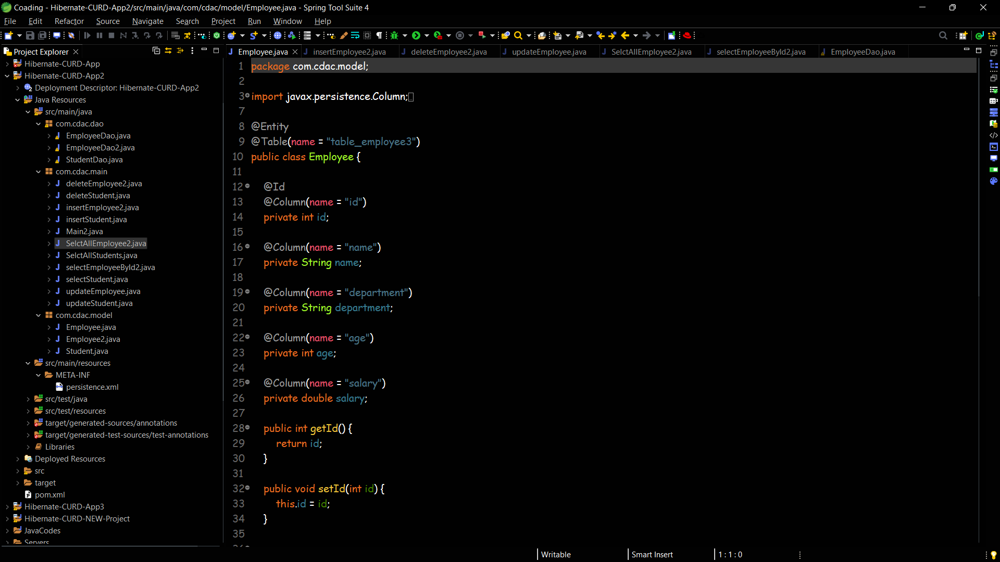 Coading - Hibernate-CURD-App2/src/main/java/com/cdac/model/Employee.java - Spring Tool Suite 4
File Edit Refactor Source Navigate Search Project Run Window Help
Project Explorer
Hibernate-CURD-App
Hibernate-CURD-App2
Deployment Descriptor: Hibernate-CURD-App2
Java Resources
src/main/java
com.cdac.dao
EmployeeDao.java
EmployeeDao2.java
StudentDao.java
com.cdac.main
deleteEmployee2.java
deleteStudent.java
insertEmployee2.java
insertStudent.java
Main2.java
SelctAllEmployee2.java
SelctAllStudents.java
selectEmployeeById2.java
selectStudent.java
updateEmployee.java
updateStudent.java
com.cdac.model
Employee.java
Employee2.java
Student.java
src/main/resources
META-INF
persistence.xml
src/test/java
src/test/resources
target/generated-sources/annotations
target/generated-test-sources/test-annotations
Libraries
Deployed Resources
src
target
pom.xml
Hibernate-CURD-App3
Hibernate-CURD-NEW-Project
JavaCodes
Servers
Employee.java insertEmployee2.java deleteEmployee2.java updateEmployee.java SelctAllEmployee2.java selectEmployeeById2.java EmployeeDao.java
1 package com.cdac.model;
2
3 import javax.persistence.Column;
7
8 @Entity
9 @Table(name = "table_employee3")
10 public class Employee {
11
12 @Id
13 @Column(name = "id")
14 private int id;
15
16 @Column(name = "name")
17 private String name;
18
19 @Column(name = "department")
20 private String department;
21
22 @Column(name = "age")
23 private int age;
24
25 @Column(name = "salary")
26 private double salary;
27
28 public int getId() {
29 return id;
30 }
31
32 public void setId(int id) {
33 this.id = id;
34 }
35
Writable Smart Insert 1 : 1 : 0